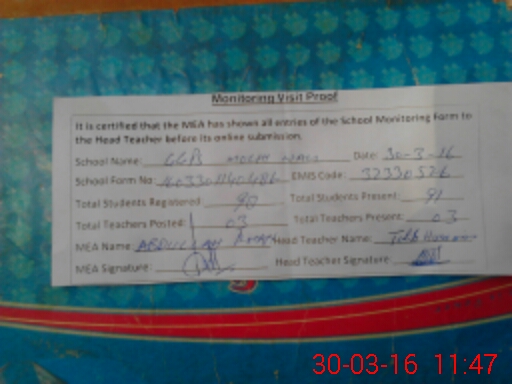 Monitoring Visit Proof
It is certified that the MEA has shown all entries of the School Monitoring Form to
the Head Teacher before its online submission.
School Name: Date: 30-3-16
School Form No: EMIS Code: 32330526
Total Students Registered: Total Students Present: 91
Total Teachers Posted: 03 Total Teachers Present: 03
MEA Name Head Teacher Name:
MEA Signature: Head Teacher Signature
30-03-16 11:47